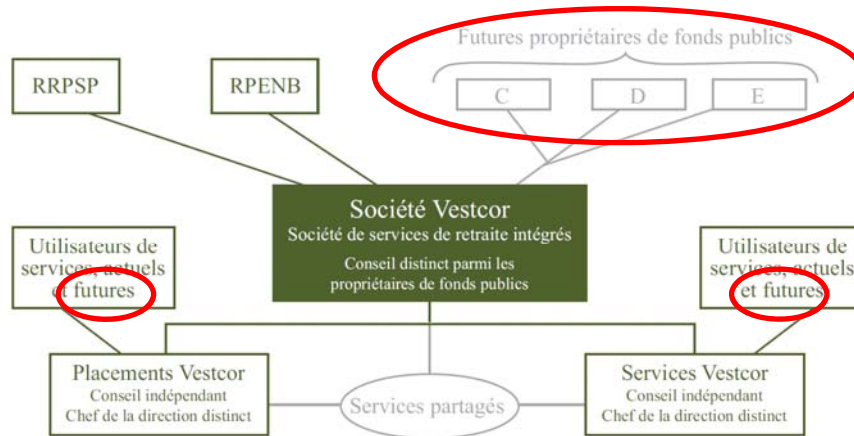 Futures propriétaires de fonds publics
RRPSP
RPENB
C
D
E
Société Vestcor
Société de services de retraite intégrés
Conseil distinct parmi les
propriétaires de fonds publics
Utilisateurs de
services, actuels
et futures
Utilisateurs de
services, actuels
et futures
Placements Vestcor
Conseil indépendant
Chef de la direction distinct
Services partagés
Services Vestcor
Conseil indépendant
Chef de la direction distinct